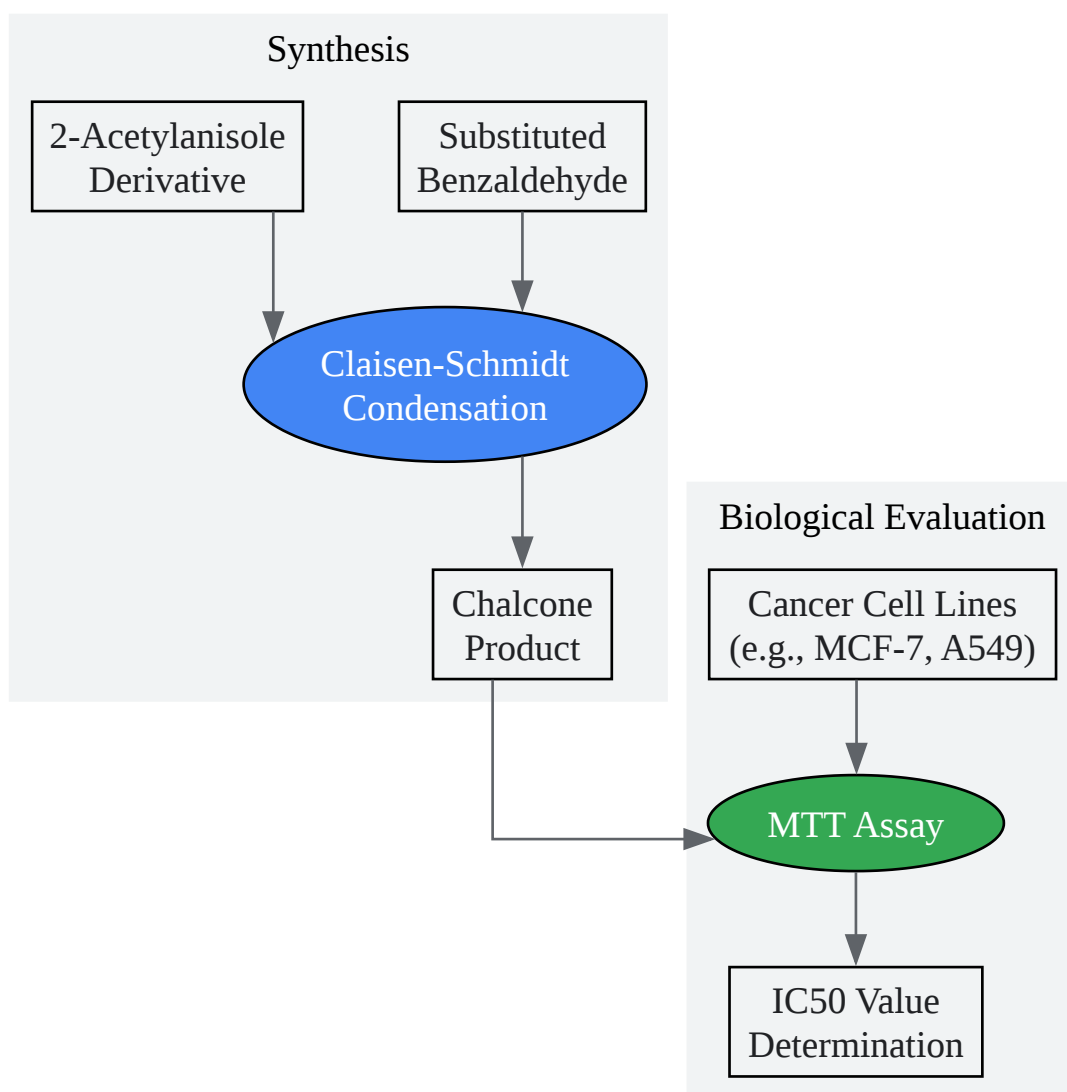 Synthesis
2-Acetylanisole
Derivative
Substituted
Benzaldehyde
Claisen-Schmidt
Condensation
Chalcone
Product
Biological Evaluation
Cancer Cell Lines
(e.g., MCF-7, A549)
MTT Assay
IC50 Value
Determination